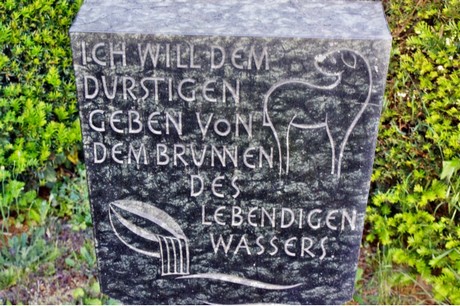 ICH WILL DEM
DURSTIGEN
GEBEN VON
DEM BRUNNEN
DES
LEBENDIGEN
WASSERS.